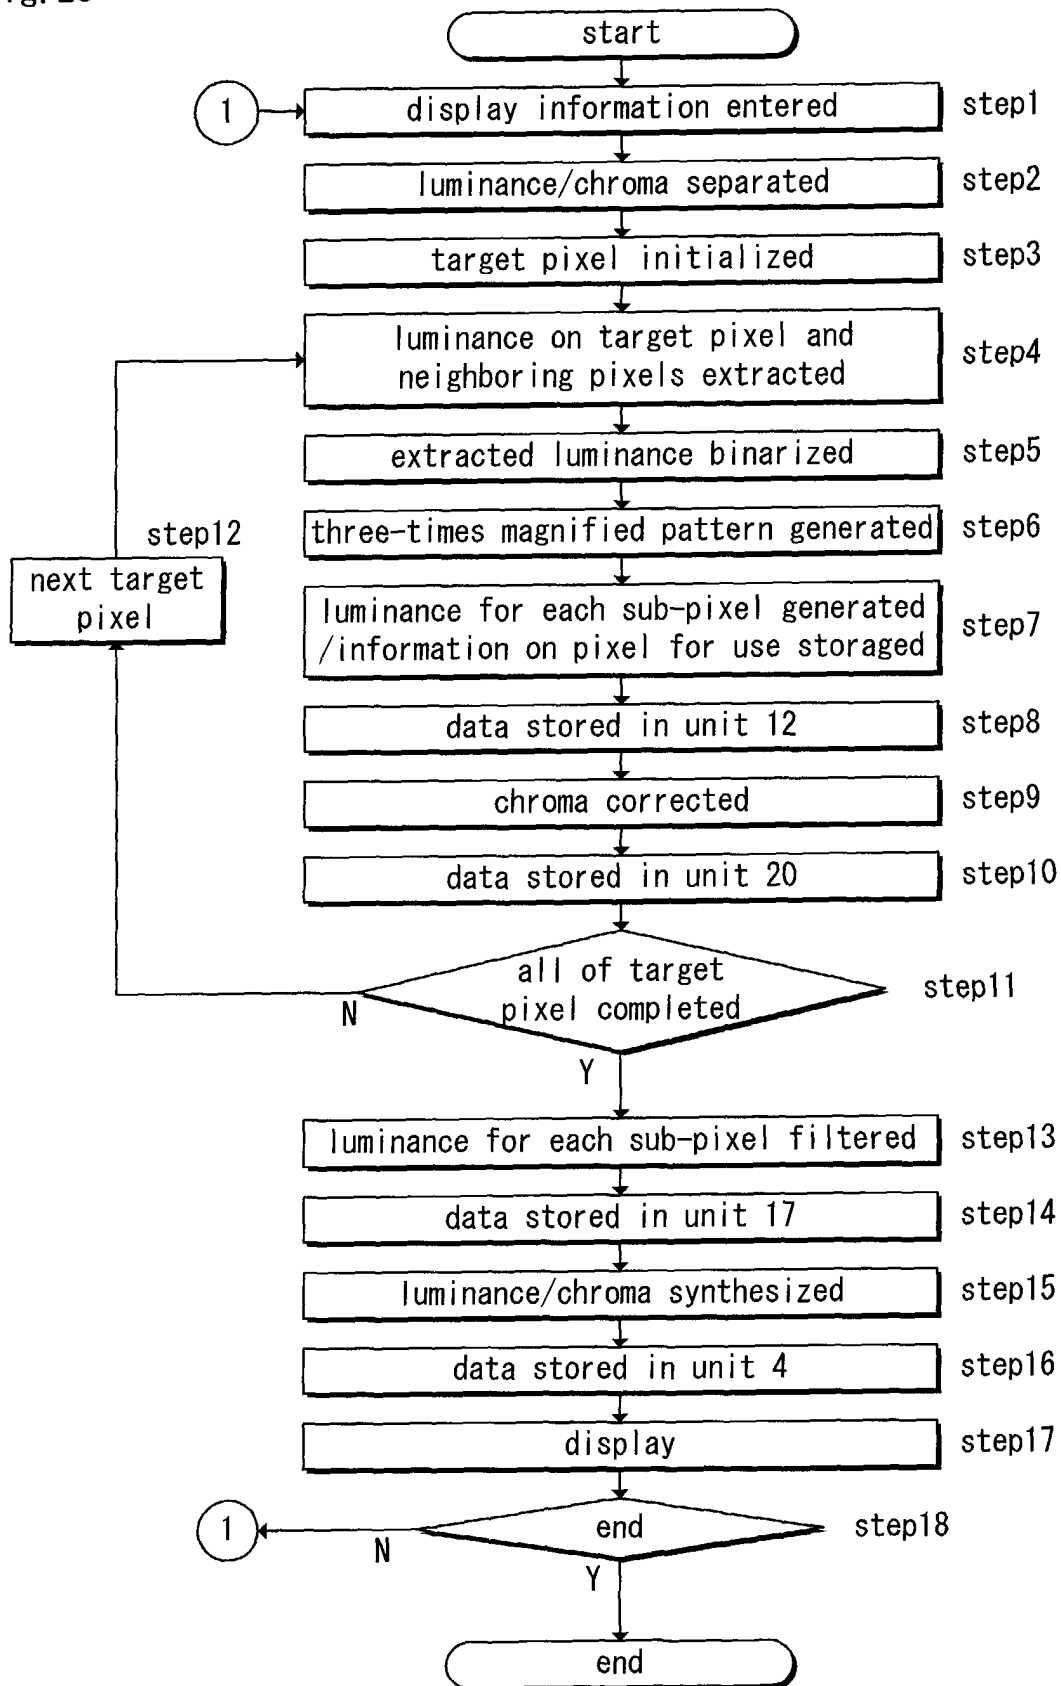 start
1
display information entered
step1
luminance/chroma separated
step2
target pixel initialized
step3
luminance on target pixel and
neighboring pixels extracted
step4
extracted luminance binarized
step5
three-times magnified pattern generated
step6
step12
next target
pixel
luminance for each sub-pixel generated
/information on pixel for use storaged
step7
data stored in unit 12
step8
chroma corrected
step9
data stored in unit 20
step10
all of target
pixel completed
step11
N
Y
luminance for each sub-pixel filtered
step13
data stored in unit 17
step14
luminance/chroma synthesized
step15
data stored in unit 4
step16
display
step17
1
end
step18
N
Y
end